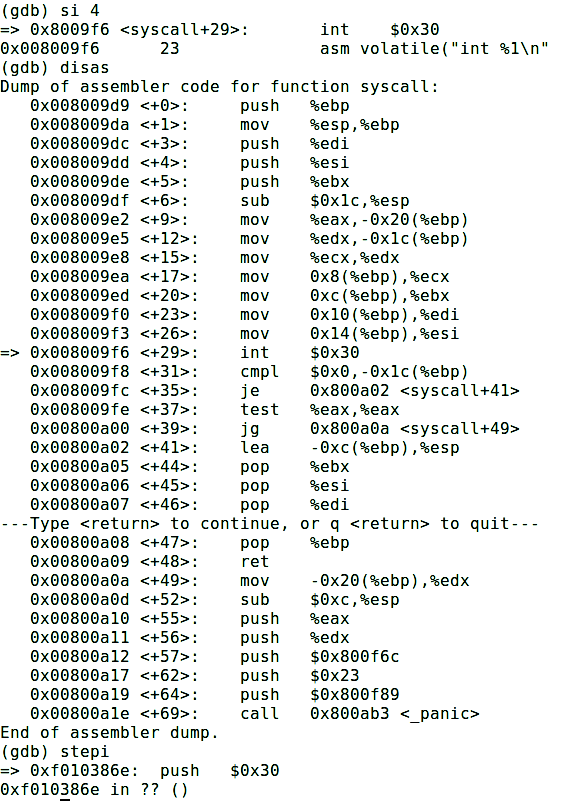 (gdb) si 4
=> 0x8009f6 <syscall+29>:        int    $0x30
0x008009f6      23              asm volatile("int %1\n"
(gdb) disas
Dump of assembler code for function syscall:
   0x008009d9 <+0>:     push   %ebp
   0x008009da <+1>:     mov    %esp,%ebp
   0x008009dc <+3>:     push   %edi
   0x008009dd <+4>:     push   %esi
   0x008009de <+5>:     push   %ebx
   0x008009df <+6>:     sub    $0x1c,%esp
   0x008009e2 <+9>:     mov    %eax,-0x20(%ebp)
   0x008009e5 <+12>:    mov    %edx,-0x1c(%ebp)
   0x008009e8 <+15>:    mov    %ecx,%edx
   0x008009ea <+17>:    mov    0x8(%ebp),%ecx
   0x008009ed <+20>:    mov    0xc(%ebp),%ebx
   0x008009f0 <+23>:    mov    0x10(%ebp),%edi
   0x008009f3 <+26>:    mov    0x14(%ebp),%esi
=> 0x008009f6 <+29>:    int    $0x30
   0x008009f8 <+31>:    cmpl   $0x0,-0x1c(%ebp)
   0x008009fc <+35>:    je     0x800a02 <syscall+41>
   0x008009fe <+37>:    test   %eax,%eax
   0x00800a00 <+39>:    jg     0x800a0a <syscall+49>
   0x00800a02 <+41>:    lea    -0xc(%ebp),%esp
   0x00800a05 <+44>:    pop    %ebx
   0x00800a06 <+45>:    pop    %esi
   0x00800a07 <+46>:    pop    %edi
---Type <return> to continue, or q <return> to quit---
   0x00800a08 <+47>:    pop    %ebp
   0x00800a09 <+48>:    ret
   0x00800a0a <+49>:    mov    -0x20(%ebp),%edx
   0x00800a0d <+52>:    sub    $0xc,%esp
   0x00800a10 <+55>:    push   %eax
   0x00800a11 <+56>:    push   %edx
   0x00800a12 <+57>:    push   $0x800f6c
   0x00800a17 <+62>:    push   $0x23
   0x00800a19 <+64>:    push   $0x800f89
   0x00800a1e <+69>:    call   0x800ab3 <_panic>
End of assembler dump.
(gdb) stepi
=> 0xf010386e:  push   $0x30
0xf010386e in ?? ()